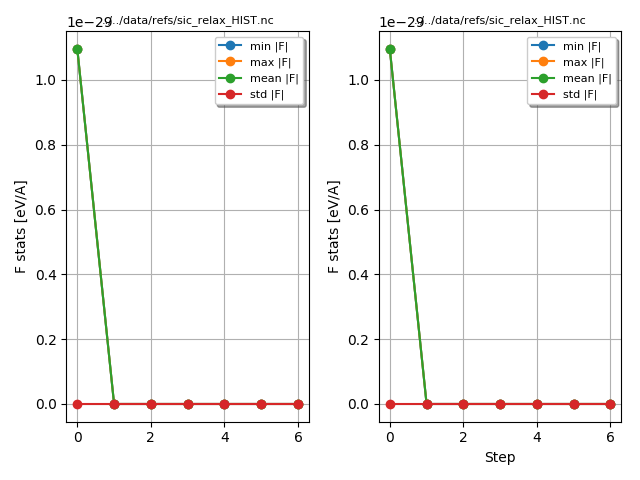 1e−29
/../data/refs/sic_relax_HIST.nc
min |F|
max |F|
mean |F|
std |F|
1.0
0.8
0.6
0.4
0.2
0.0
F stats [eV/A]
0 2 4 6
1e−29
/../data/refs/sic_relax_HIST.nc
min |F|
max |F|
mean |F|
std |F|
1.0
0.8
0.6
0.4
0.2
0.0
F stats [eV/A]
0 2 4 6
Step